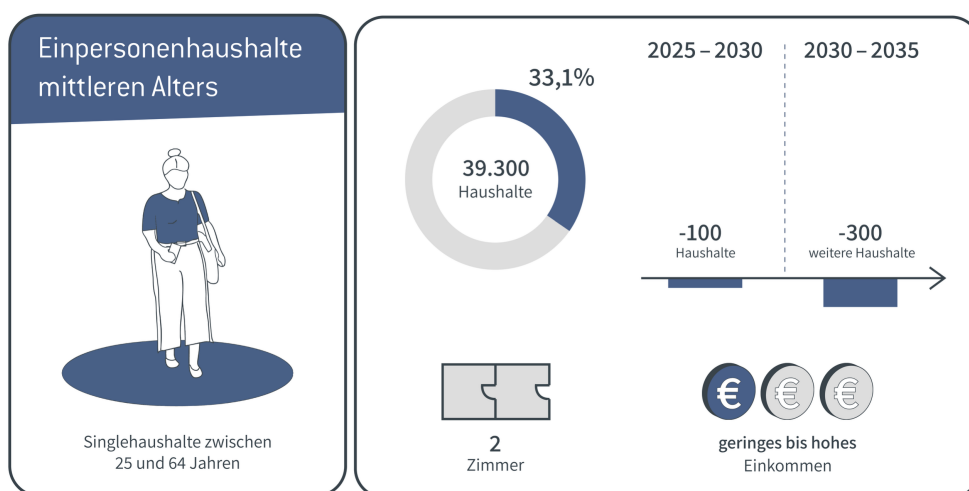 Einpersonenhaushalte
mittleren Alters
Singlehaushalte zwischen
25 und 64 Jahren
33,1%
39.300
Haushalte
2025 – 2030
2030 – 2035
-100
Haushalte
-300
weitere Haushalte
2
Zimmer
€ € €
geringes bis hohes
Einkommen